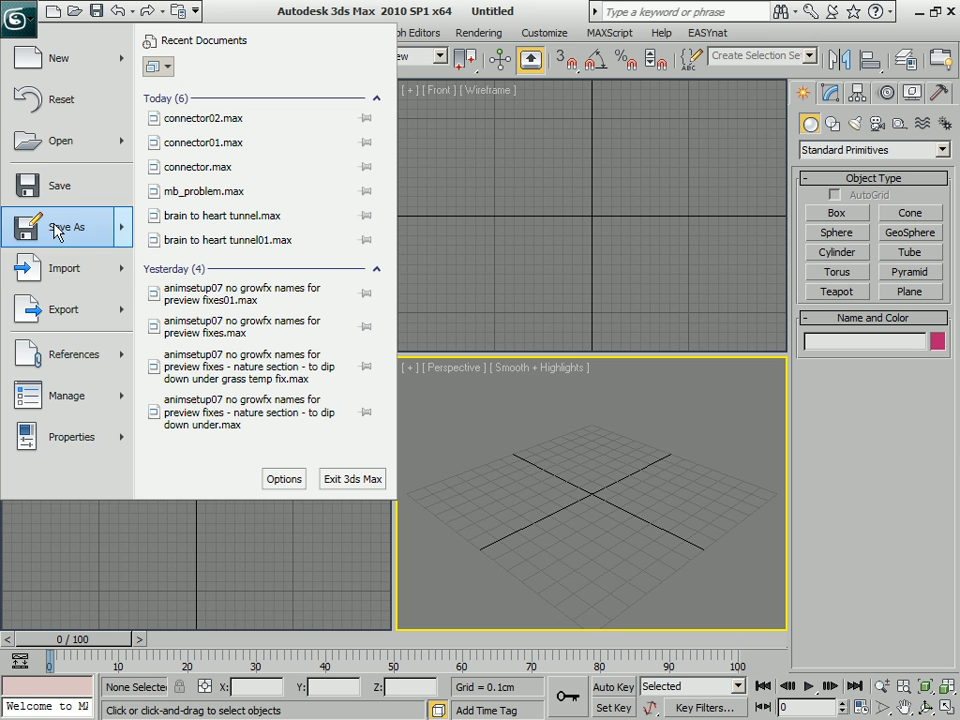 Autodesk 3ds Max  2010 SP1 x64    Untitled
Type a keyword or phrase
ph Editors  Rendering  Customize  MAXScript  Help  EASYnat
ew
3
Create Selection Se
New
Reset
Open
Save
Save As
Import
Export
References
Manage
Properties
Recent Documents
Today (6)
connector02.max
connector01.max
connector.max
mb_problem.max
brain to heart tunnel.max
brain to heart tunnel01.max
Yesterday (4)
animsetup07 no growfx names for
preview fixes01.max
animsetup07 no growfx names for
preview fixes.max
animsetup07 no growfx names for
preview fixes - nature section - to dip
down under grass temp fix.max
animsetup07 no growfx names for
preview fixes - nature section - to dip
down under.max
Options  Exit 3ds Max
[ + ] [ Front ] [ Wireframe ]
[ + ] [ Perspective ] [ Smooth + Highlights ]
Standard Primitives
- Object Type
AutoGrid
Box  Cone
Sphere  GeoSphere
Cylinder  Tube
Torus  Pyramid
Teapot  Plane
- Name and Color
< 0 / 100 >
0 10 20 30 40 50 60 70 80 90 100
None Selecte  X:  Y:  Z:  Grid = 0.1cm  Auto Key  Selected
Welcome to MA  Click or click-and-drag to select objects  Add Time Tag  Set Key  Key Filters...  0